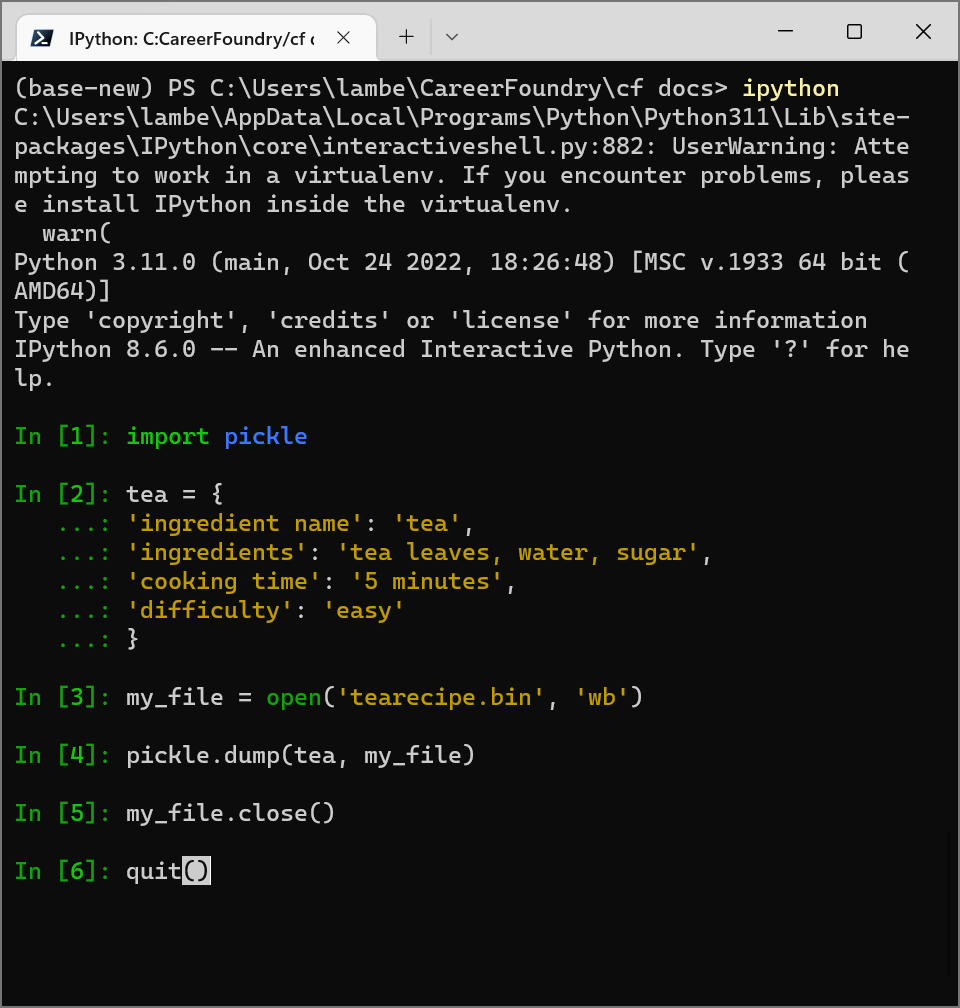 IPython: C:CareerFoundry/cf
(base-new) PS C:\Users\lambe\CareerFoundry\cf docs> ipython
C:\Users\lambe\AppData\Local\Programs\Python\Python311\Lib\site-
packages\IPython\core\interactiveshell.py:882: UserWarning: Atte
mpting to work in a virtualenv. If you encounter problems, pleas
e install IPython inside the virtualenv.
  warn(
Python 3.11.0 (main, Oct 24 2022, 18:26:48) [MSC v.1933 64 bit (
AMD64)]
Type 'copyright', 'credits' or 'license' for more information
IPython 8.6.0 -- An enhanced Interactive Python. Type '?' for he
lp.
In [1]: import pickle
In [2]: tea = {
   ...: 'ingredient name': 'tea',
   ...: 'ingredients': 'tea leaves, water, sugar',
   ...: 'cooking time': '5 minutes',
   ...: 'difficulty': 'easy'
   ...: }
In [3]: my_file = open('tearecipe.bin', 'wb')
In [4]: pickle.dump(tea, my_file)
In [5]: my_file.close()
In [6]: quit()